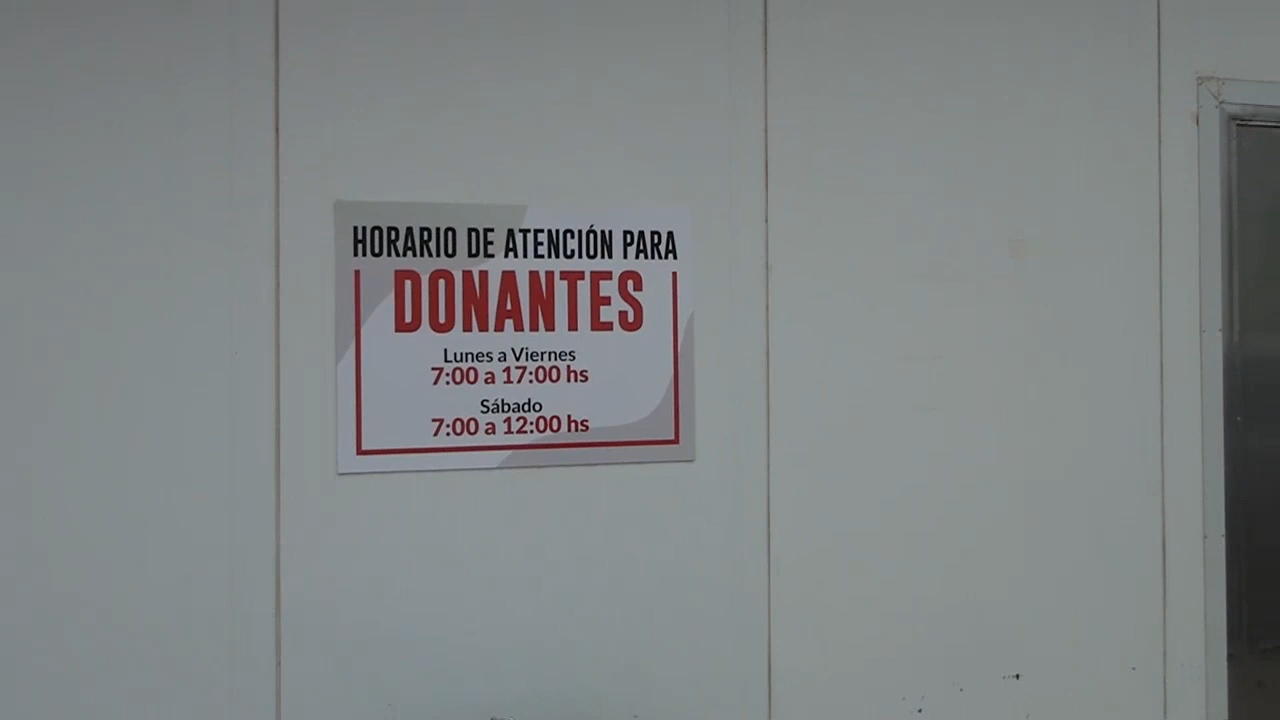 HORARIO DE ATENCIÓN PARA
DONANTES
Lunes a Viernes
7:00 a 17:00 hs
Sábado
7:00 a 12:00 hs